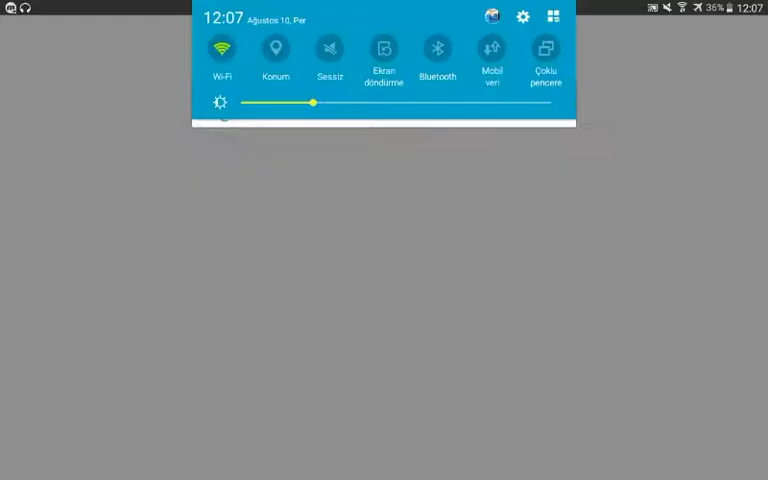 36% 12:07
12:07 Ağustos 10, Per
Wi-Fi
Konum
Sessiz
Ekran
döndürme
Bluetooth
Mobil
veri
Çoklu
pencere